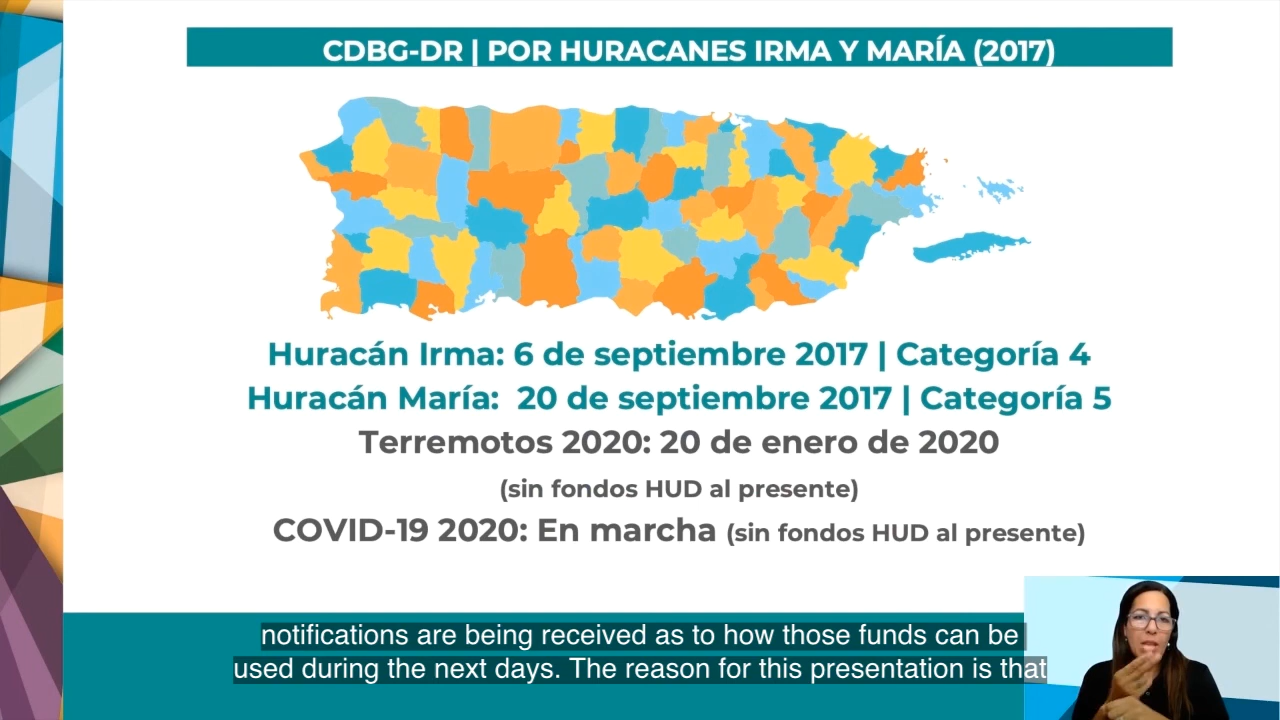 CDBG-DR | POR HURACANES IRMA Y MARÍA (2017)
Huracán Irma: 6 de septiembre 2017 | Categoría 4
Huracán María: 20 de septiembre 2017 | Categoría 5
Terremotos 2020: 20 de enero de 2020
(sin fondos HUD al presente)
COVID-19 2020: En marcha (sin fondos HUD al presente)
notifications are being received as to how those funds can be
used during the next days. The reason for this presentation is that